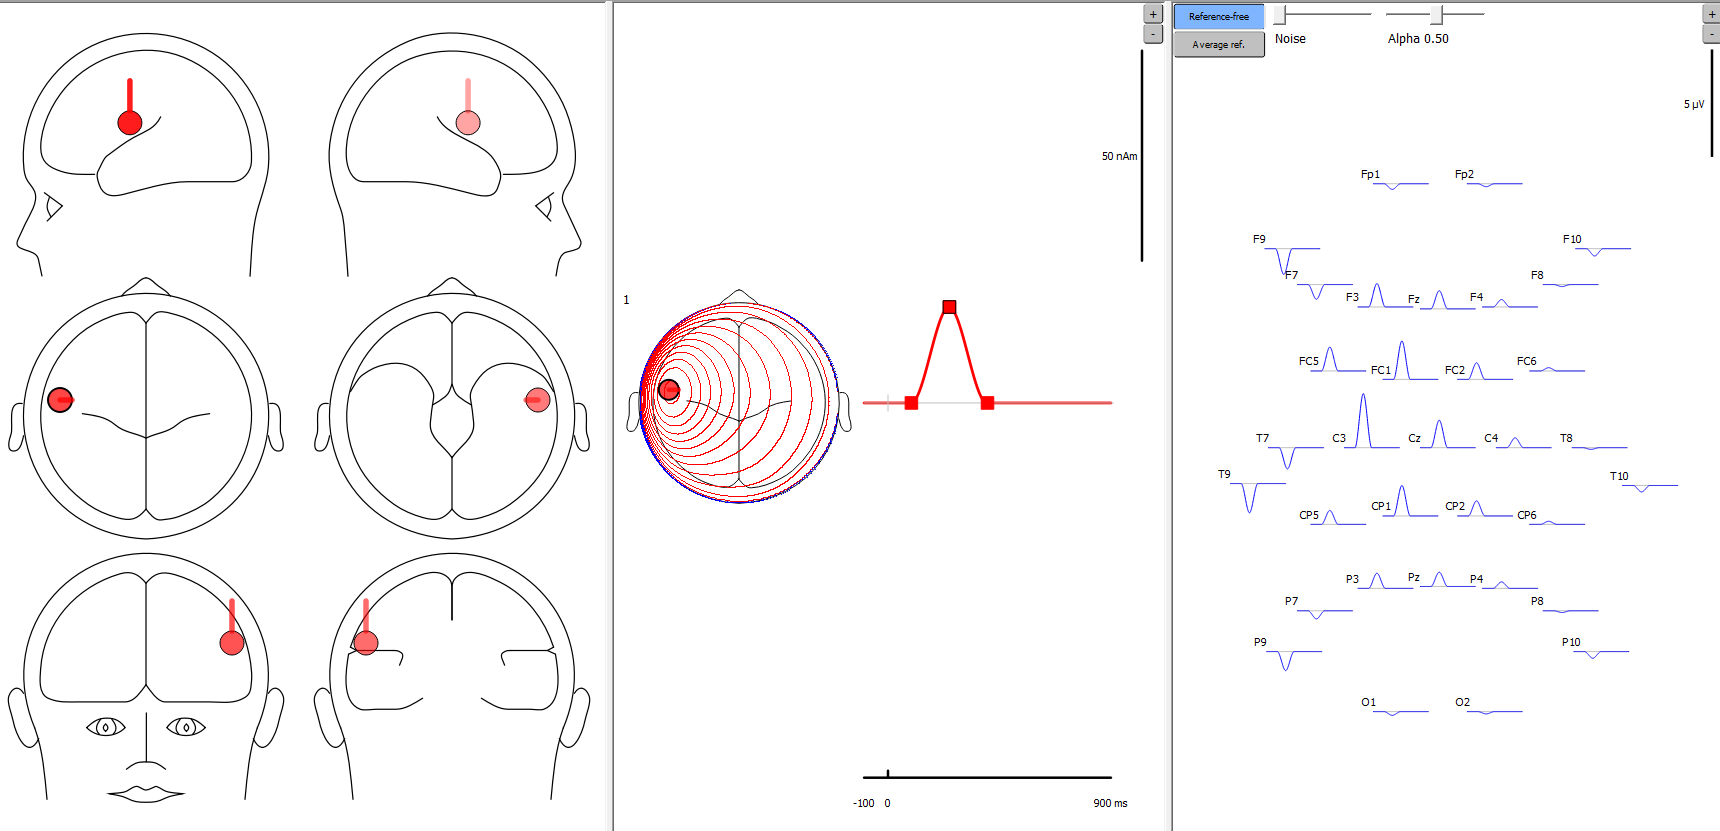 +
-
50 nAm
1
-100 0 900 ms
Reference-free
Average ref.
Noise
Alpha 0.50
+
-
5 µV
Fp1 Fp2
F9 F10
F7 F8
F3 Fz F4
FC5 FC1 FC2 FC6
T7 C3 Cz C4 T8
T9 T10
CP5 CP1 CP2 CP6
P3 Pz P4
P7 P8
P9 P10
O1 O2